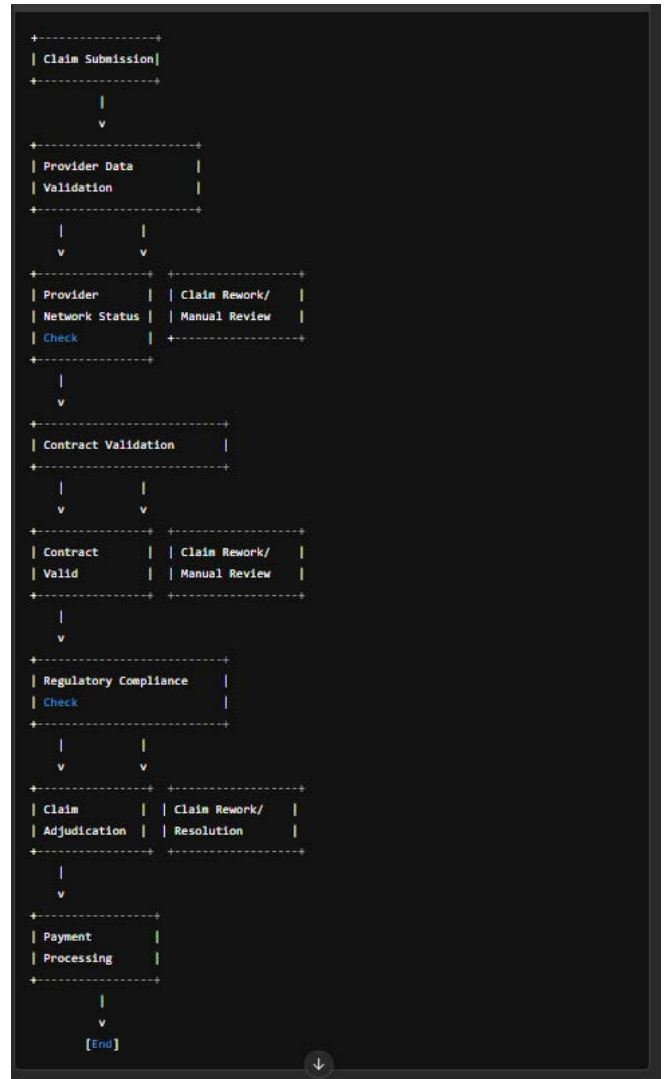 +-----------------+
| Claim Submission|
+-----------------+
|
v
+-----------------------+
| Provider Data |
| Validation |
+-----------------------+
| |
v v
+----------------+ +------------------+
| Provider | | Claim Rework/ |
| Network Status | | Manual Review |
| Check | +------------------+
+----------------+
|
v
+---------------------------+
| Contract Validation |
+---------------------------+
| |
v v
+----------------+ +------------------+
| Contract | | Claim Rework/ |
| Valid | | Manual Review |
+----------------+ +------------------+
|
v
+---------------------------+
| Regulatory Compliance |
| Check |
+---------------------------+
| |
v v
+----------------+ +------------------+
| Claim | | Claim Rework/ |
| Adjudication | | Resolution |
+----------------+ +------------------+
|
v
+-----------------+
| Payment |
| Processing |
+-----------------+
|
v
[End]